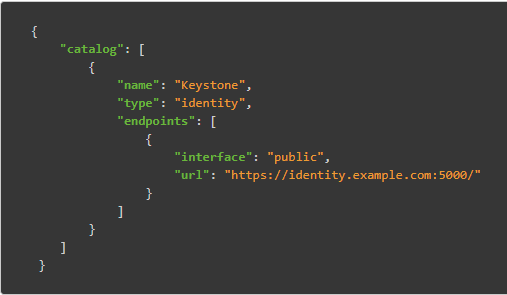 {
"catalog": [
{
"name": "Keystone",
"type": "identity",
"endpoints": [
{
"interface": "public",
"url": "https://identity.example.com:5000/"
}
]
}
]
}